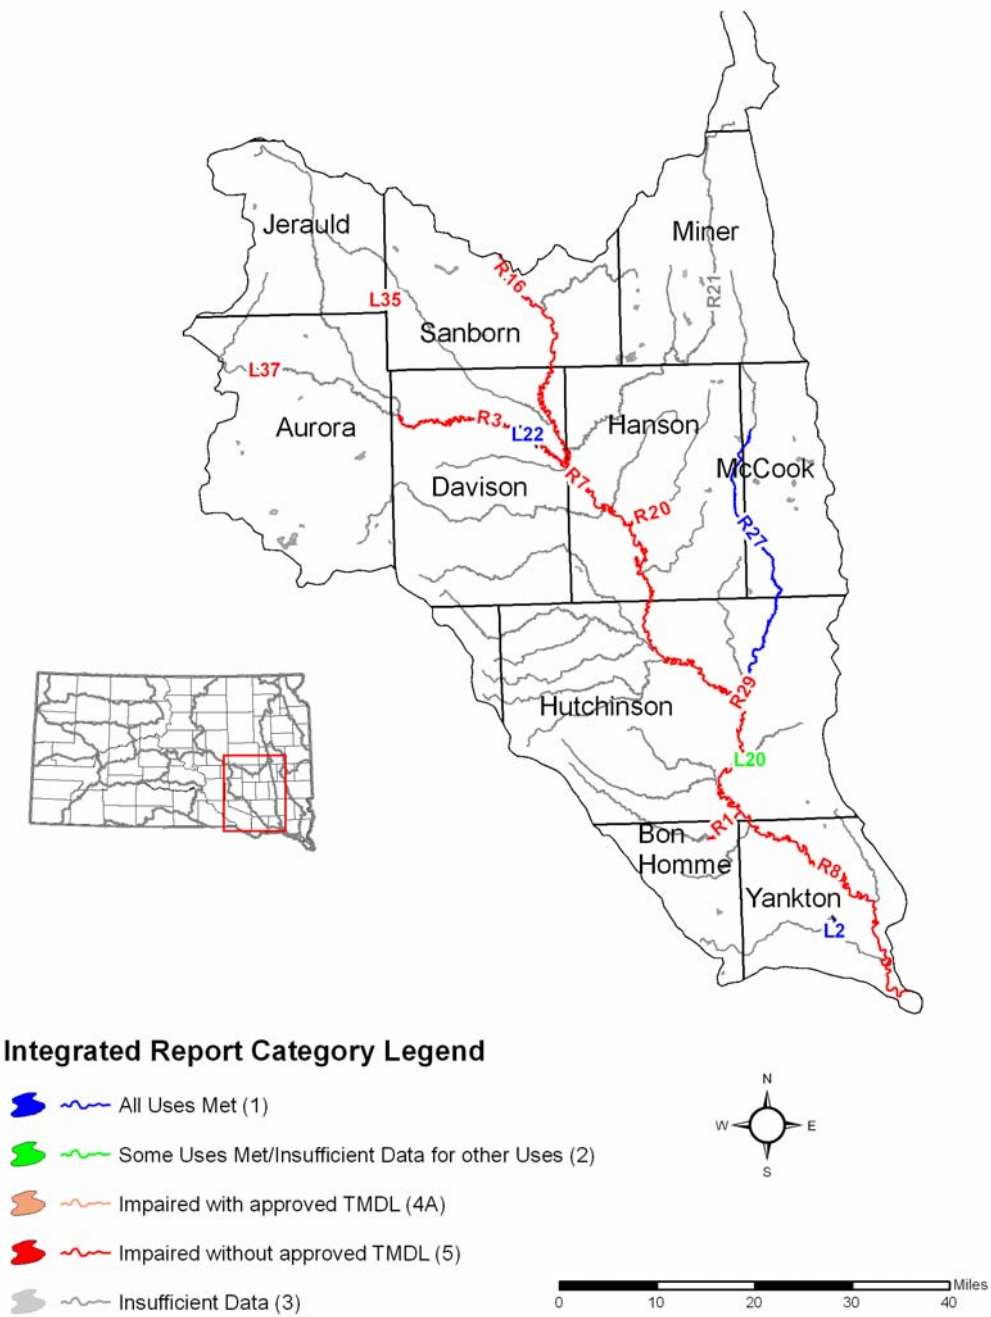 Jerauld
Miner
R16
R21
L35
Sanborn
L37
Aurora
R3
L22
Hanson
McCook
Davison
R7
R20
R27
Hutchinson
R29
L20
R17
Bon
Homme
R8
Yankton
L2
Integrated Report Category Legend
All Uses Met (1)
Some Uses Met/Insufficient Data for other Uses (2)
Impaired with approved TMDL (4A)
Impaired without approved TMDL (5)
Insufficient Data (3)
N
W E
S
Miles
0 10 20 30 40